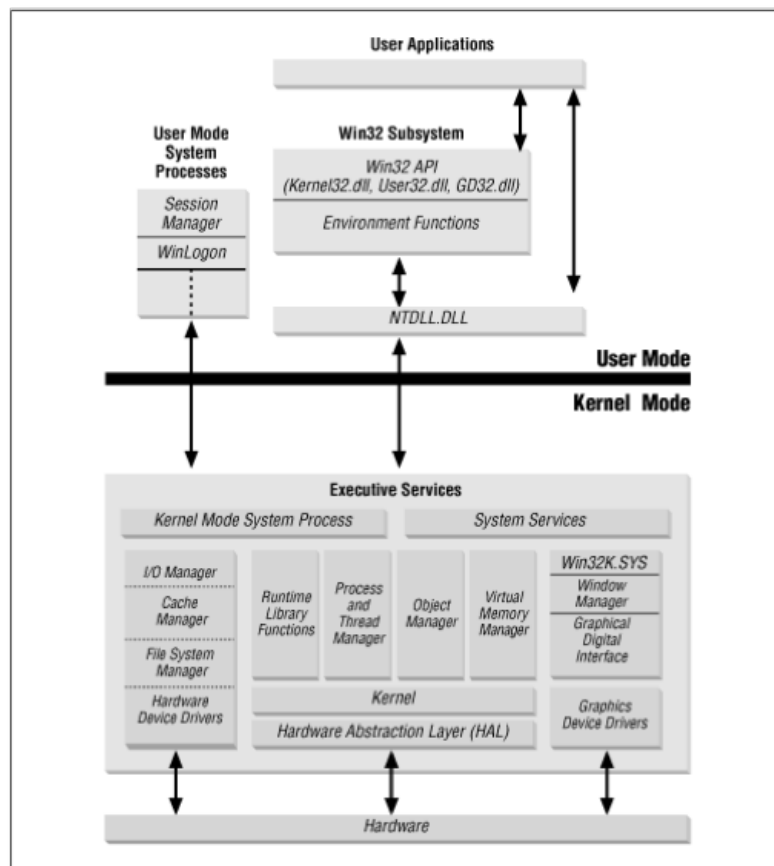 User Applications
User Mode
System
Processes
Win32 Subsystem
Session
Manager
WinLogon
Win32 API
(Kernel32.dll, User32.dll, GD32.dll)
Environment Functions
NTDLL.DLL
User Mode
Kernel Mode
Executive Services
Kernel Mode System Process
System Services
I/O Manager
Cache
Manager
File System
Manager
Hardware
Device Drivers
Runtime
Library
Functions
Process
and
Thread
Manager
Object
Manager
Virtual
Memory
Manager
Win32K.SYS
Window
Manager
Graphical
Digital
Interface
Kernel
Hardware Abstraction Layer (HAL)
Graphics
Device Drivers
Hardware